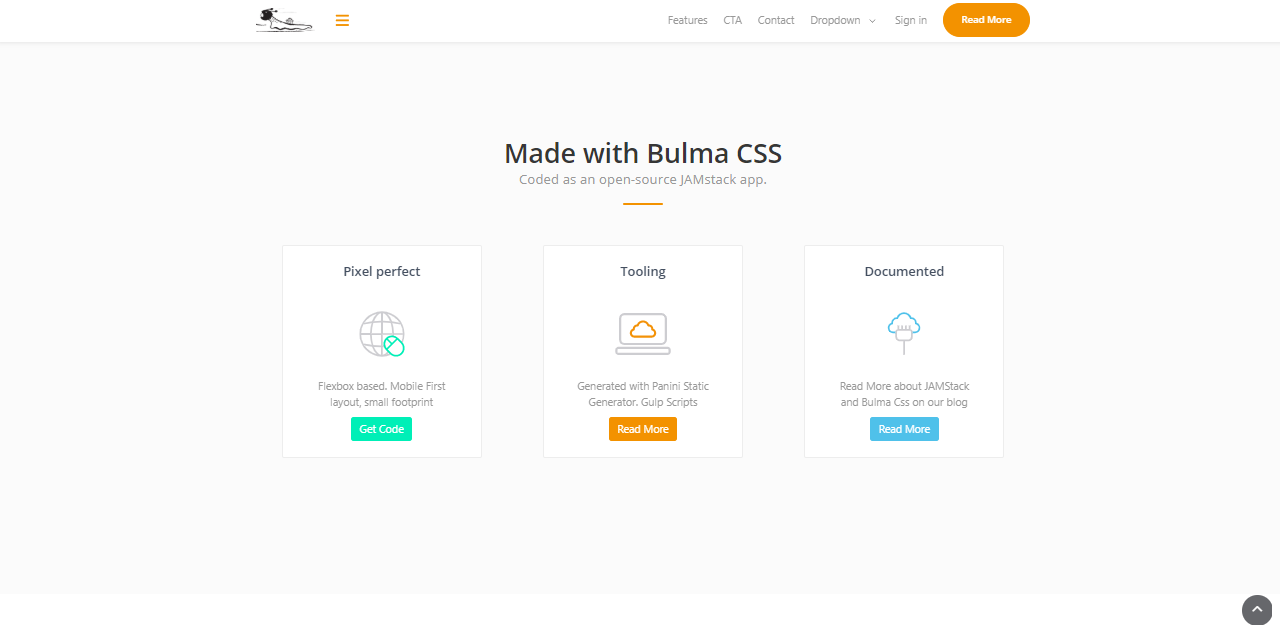 Features CTA Contact Dropdown Sign in Read More
Made with Bulma CSS
Coded as an open-source JAMstack app.
Pixel perfect
Flexbox based. Mobile First
layout, small footprint
Get Code
Tooling
Generated with Panini Static
Generator. Gulp Scripts
Read More
Documented
Read More about JAMStack
and Bulma Css on our blog
Read More